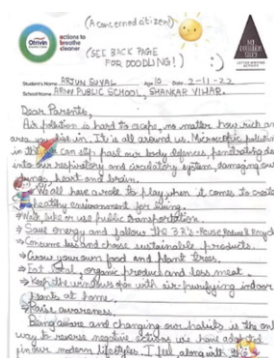 (A concerned citizen)
Otrivin
actions to
breathe
cleaner
(SEE BACK PAGE
FOR DOODLING!)
Student's Name: ARJUN SUYAL Age 10 Date 2-11-22
School Name ARMY PUBLIC SCHOOL, SHANKAR VIHAR.
Dear Parents,
Air pollution is hard to escape, no matter how rich an
area you live in. It is all around us. Microscopic pollutants
in the air can slip past our body defences, penetrating deep
into our respiratory and circulatory system, damaging our
lungs, heart and brain.
We all have a role to play when it comes to create
healthy environment for living.
Walk, bike or use public transportation.
Save energy and follow the 3 R's - Reuse, Reduce & Recycle
Consume less and choose sustainable products.
Grow your own food and plant trees.
Eat local, organic produce and less meat.
Keep the windows open with air purifying indoor
plants at home.
Raise awareness.
Being aware and changing our habits is the only
way to reverse negative actions we have adopted
in our modern lifestyles. I feel along with